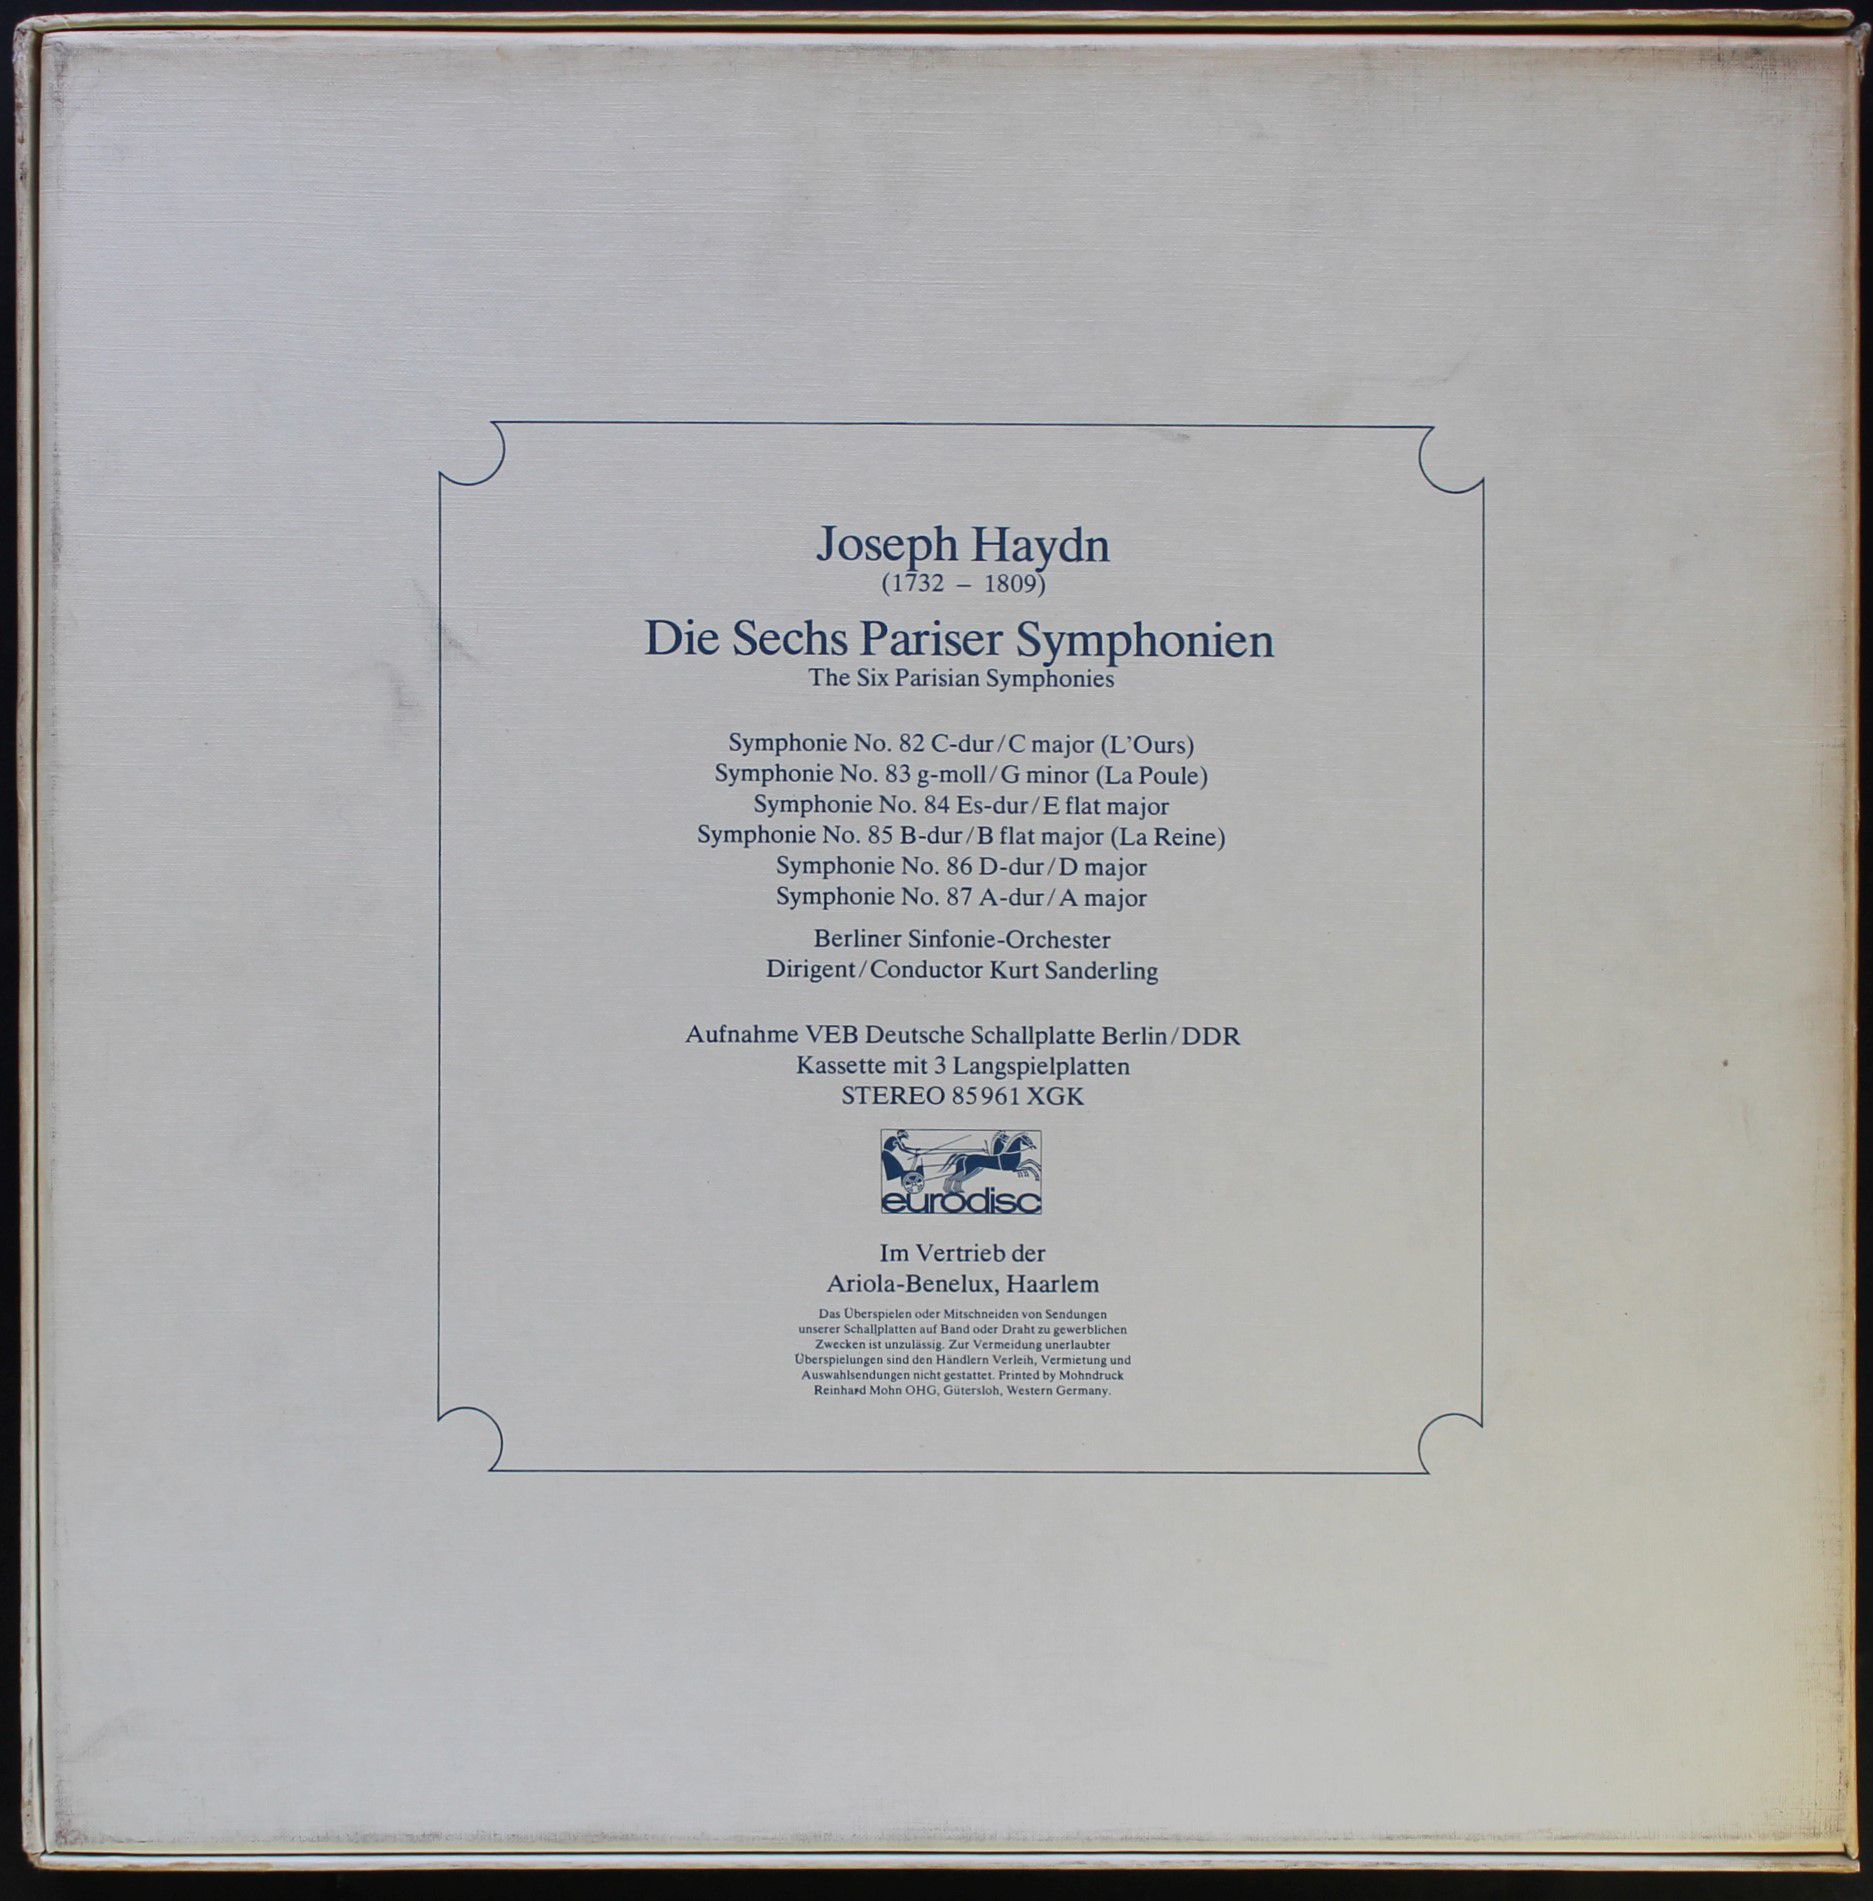 Joseph Haydn
(1732 – 1809)
Die Sechs Pariser Symphonien
The Six Parisian Symphonies
Symphonie No. 82 C-dur/C major (L'Ours)
Symphonie No. 83 g-moll/G minor (La Poule)
Symphonie No. 84 Es-dur/E flat major
Symphonie No. 85 B-dur/B flat major (La Reine)
Symphonie No. 86 D-dur/D major
Symphonie No. 87 A-dur/A major
Berliner Sinfonie-Orchester
Dirigent/Conductor Kurt Sanderling
Aufnahme VEB Deutsche Schallplatte Berlin/DDR
Kassette mit 3 Langspielplatten
STEREO 85961 XGK
eurodisc
Im Vertrieb der
Ariola-Benelux, Haarlem
Das Überspielen oder Mitschneiden von Sendungen
unserer Schallplatten auf Band oder Draht zu gewerblichen
Zwecken ist unzulässig. Zur Vermeidung unerlaubter
Überspielungen sind den Händlern Verleih, Vermietung und
Auswahlsendungen nicht gestattet. Printed by Mohndruck
Reinhard Mohn OHG, Gütersloh, Western Germany.